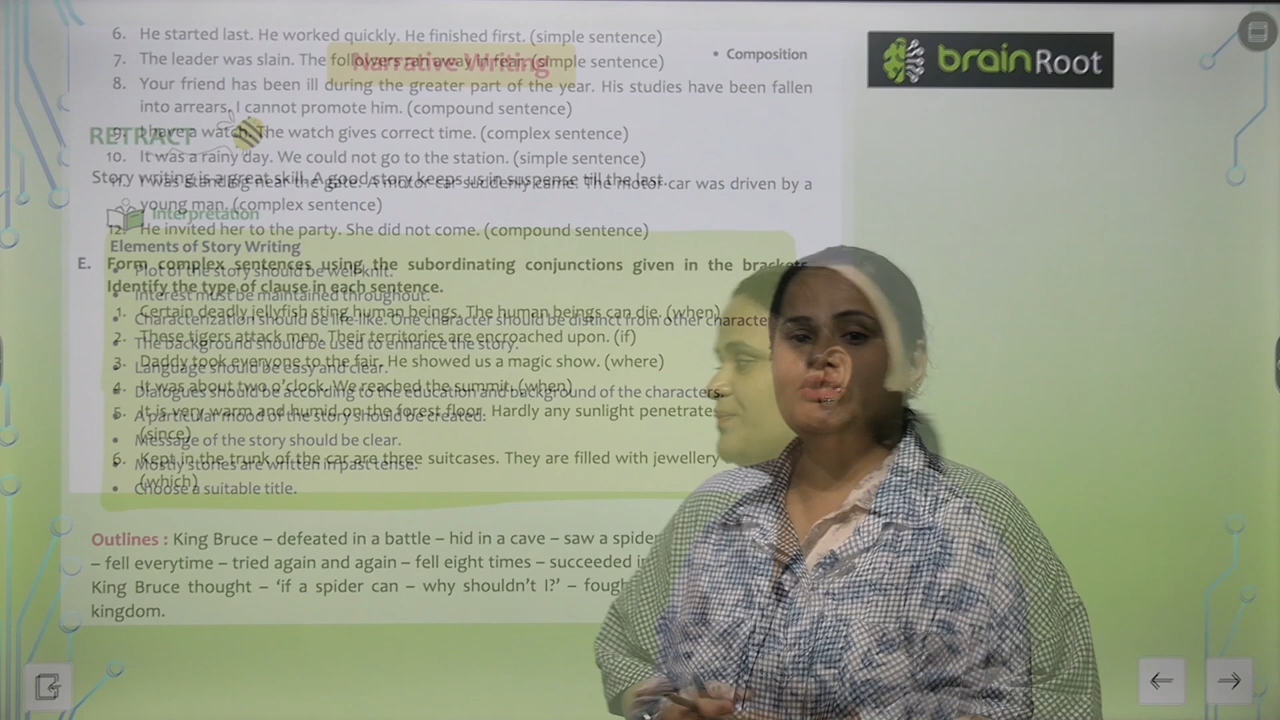 6. He started last. He worked quickly. He finished first. (simple sentence)
7. The leader was slain. The followers ran away in fear. (simple sentence)
Narrative Writing
• Composition
8. Your friend has been ill during the greater part of the year. His studies have been fallen
into arrears. I cannot promote him. (compound sentence)
RETRACT
9. I have a watch. The watch gives correct time. (complex sentence)
10. It was a rainy day. We could not go to the station. (simple sentence)
Story writing is a great skill. A good story keeps us in suspense till the last.
11. I was standing near the gate. A motor car suddenly came. The motor car was driven by a
young man. (complex sentence)
Interpretation
12. He invited her to the party. She did not come. (compound sentence)
Elements of Story Writing
E. Form complex sentences using the subordinating conjunctions given in the brackets.
• Plot of the story should be well-knit.
Identify the type of clause in each sentence.
• Interest must be maintained throughout.
1. Certain deadly jellyfish sting human beings. The human beings can die. (when)
• Characterization should be life-like. One character should be distinct from other
2. These tigers attack men. Their territories are encroached upon. (if)
• The background should be used to enhance the story.
3. Daddy took everyone to the fair. He showed us a magic show. (where)
• Language should be easy and clear.
4. It was about two o'clock. We reached the summit. (when)
• Dialogues should be according to the education and background of the characters.
5. It is very warm and humid on the forest floor. Hardly any sunlight
• A particular mood of the story should be created.
(since)
• Message of the story should be clear.
6. Kept in the trunk of the car are three suitcases. They are filled with jewellery
• Mostly stories are written in past tense.
(which)
• Choose a suitable title.
Outlines : King Bruce – defeated in a battle – hid in a cave – saw a spider
– fell everytime – tried again and again – fell eight times – succeeded
King Bruce thought – 'if a spider can – why shouldn't I?' –
kingdom.
brainRoot